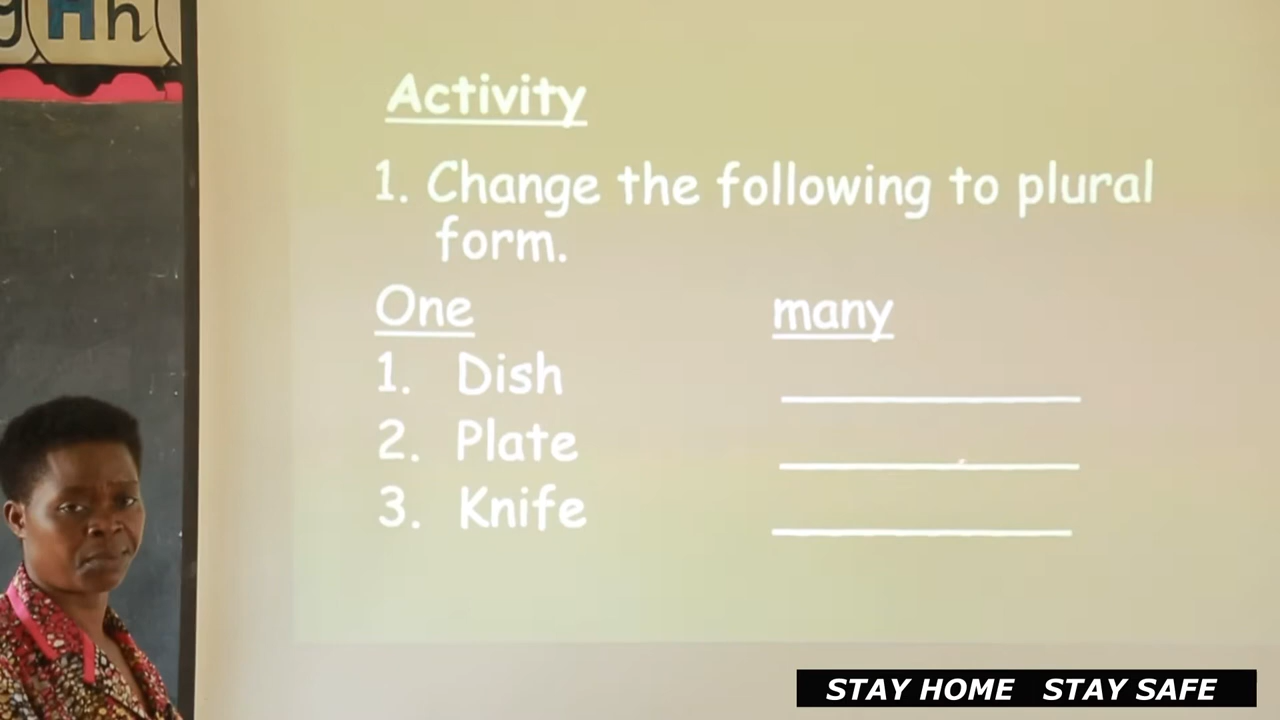 g Hh
Activity
1. Change the following to plural
form.
One many
1. Dish
2. Plate
3. Knife
STAY HOME STAY SAFE